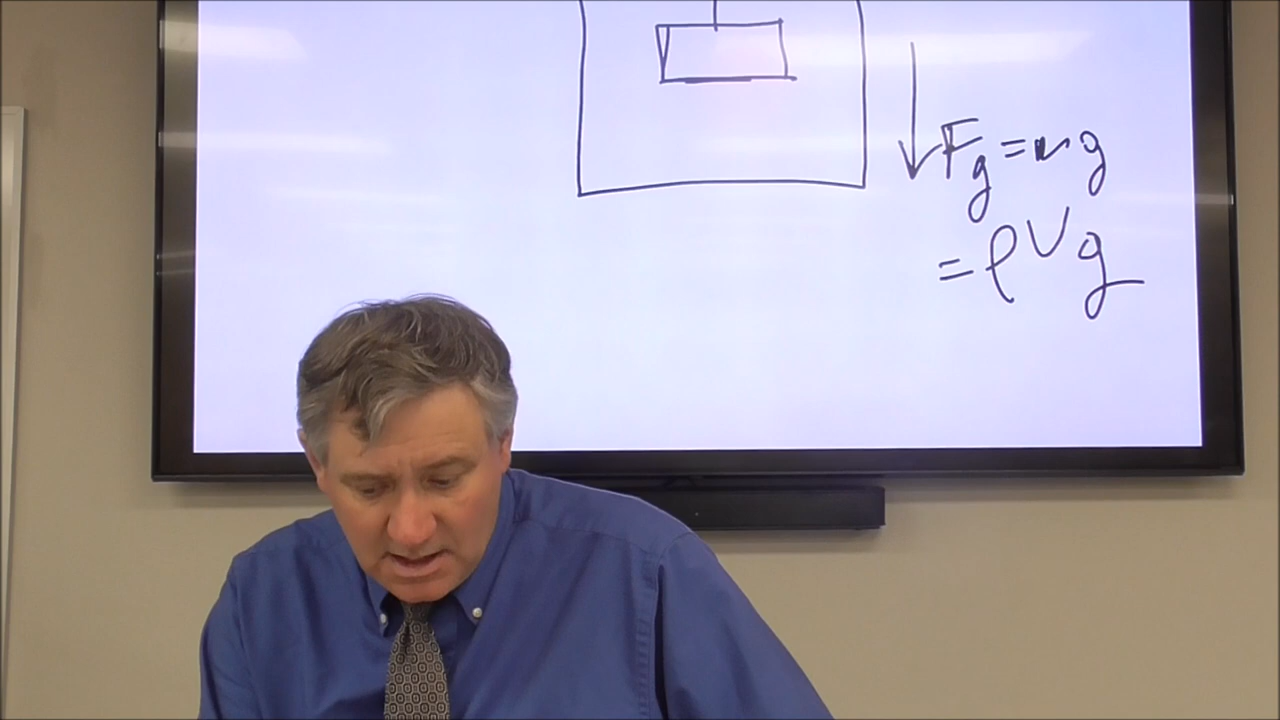 Fg = mg
= ρVg